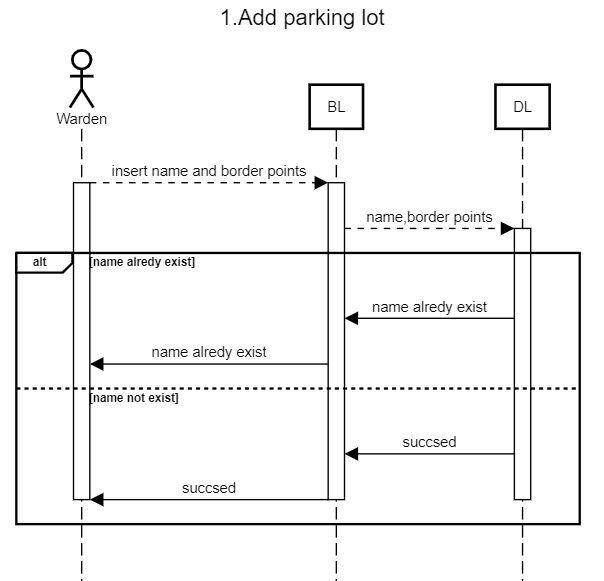 1.Add parking lot
Warden
BL
DL
insert name and border points
name,border points
alt
[name alredy exist]
name alredy exist
name alredy exist
[name not exist]
succsed
succsed